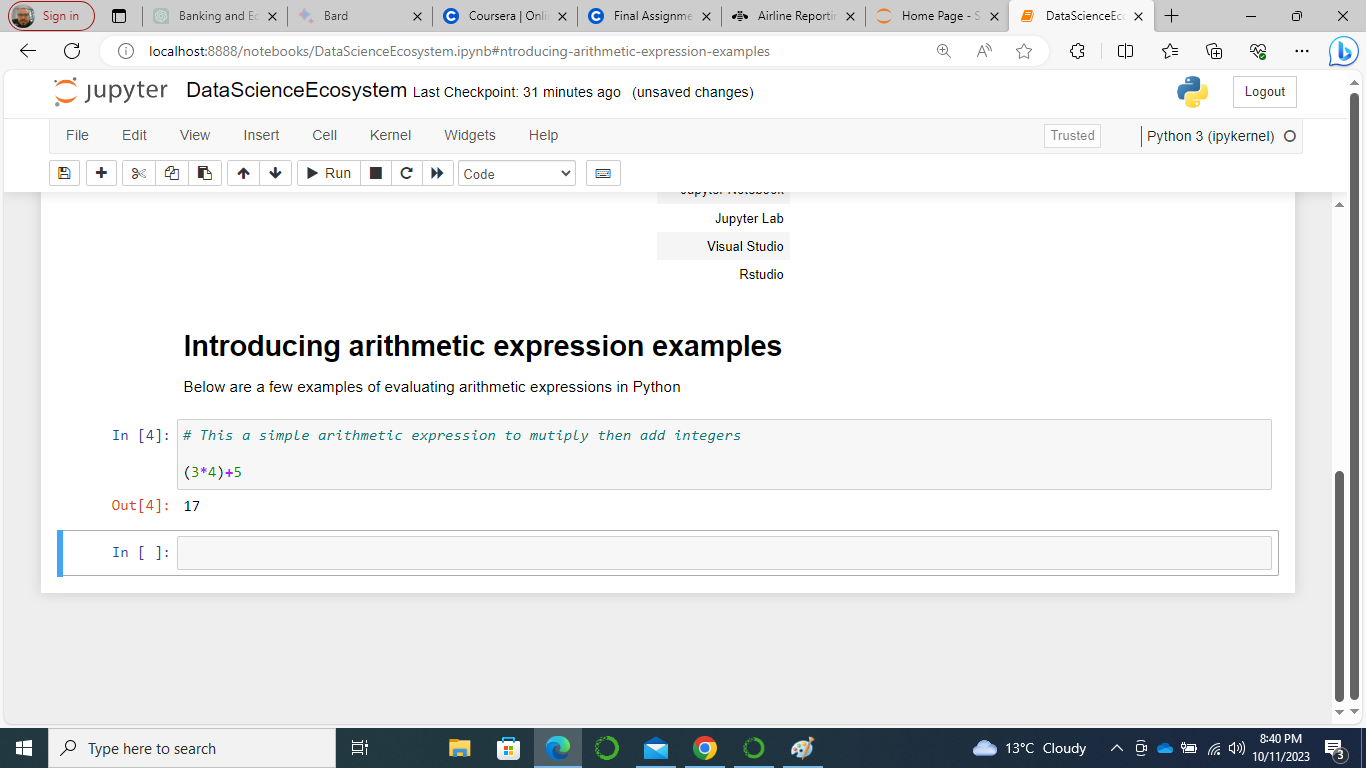 Sign in
Banking and Ec
Bard
Coursera | Onli
Final Assignme
Airline Reportin
Home Page - S
DataScienceEco
localhost:8888/notebooks/DataScienceEcosystem.ipynb#ntroducing-arithmetic-expression-examples
jupyter DataScienceEcosystem Last Checkpoint: 31 minutes ago (unsaved changes)
Logout
File Edit View Insert Cell Kernel Widgets Help
Trusted
Python 3 (ipykernel)
Run
Code
Jupyter Notebook
Jupyter Lab
Visual Studio
Rstudio
Introducing arithmetic expression examples
Below are a few examples of evaluating arithmetic expressions in Python
In [4]: # This a simple arithmetic expression to mutiply then add integers
(3*4)+5
Out[4]: 17
In [ ]:
Type here to search
13°C Cloudy
8:40 PM
10/11/2023
3